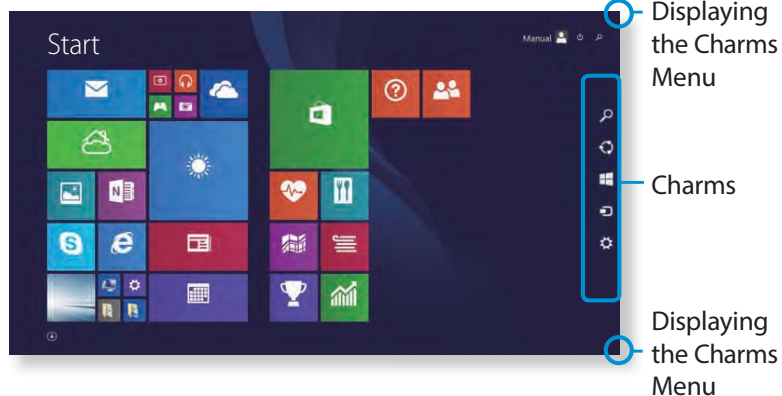 Displaying
the Charms
Menu
Start
Manual
Charms
Displaying
the Charms
Menu